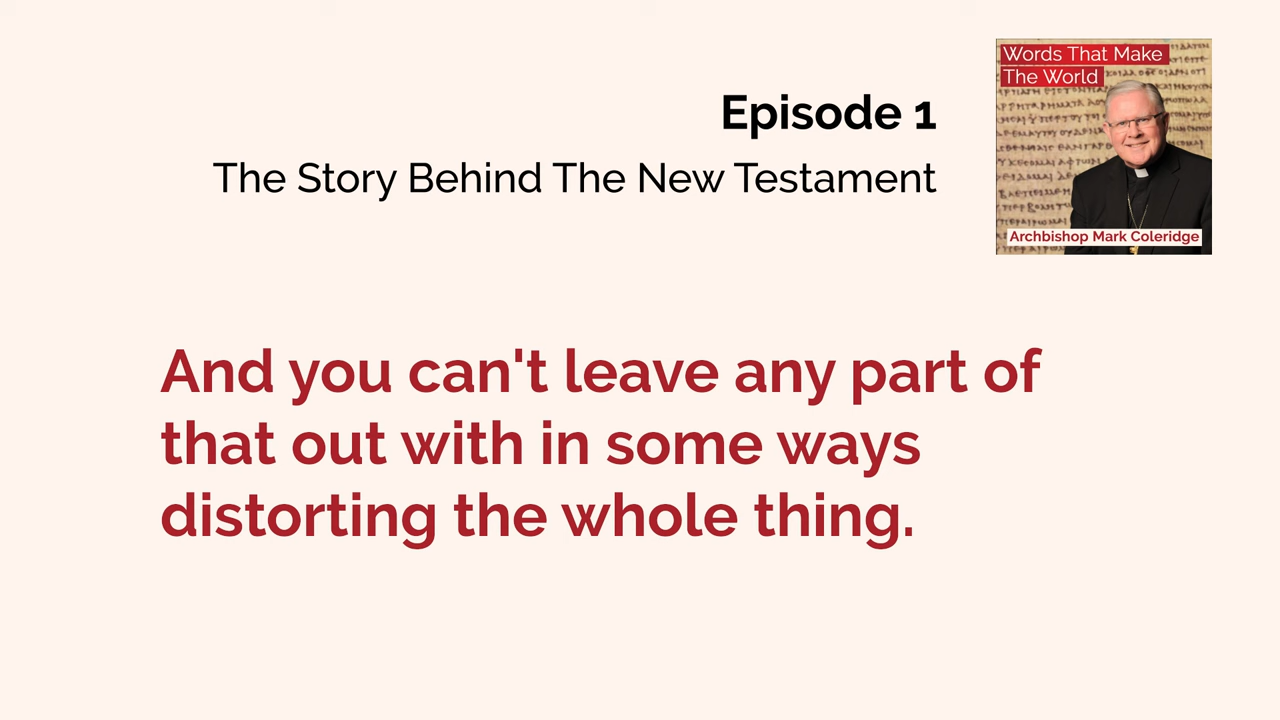 Episode 1
The Story Behind The New Testament
Words That Make
The World
Archbishop Mark Coleridge
And you can't leave any part of
that out with in some ways
distorting the whole thing.